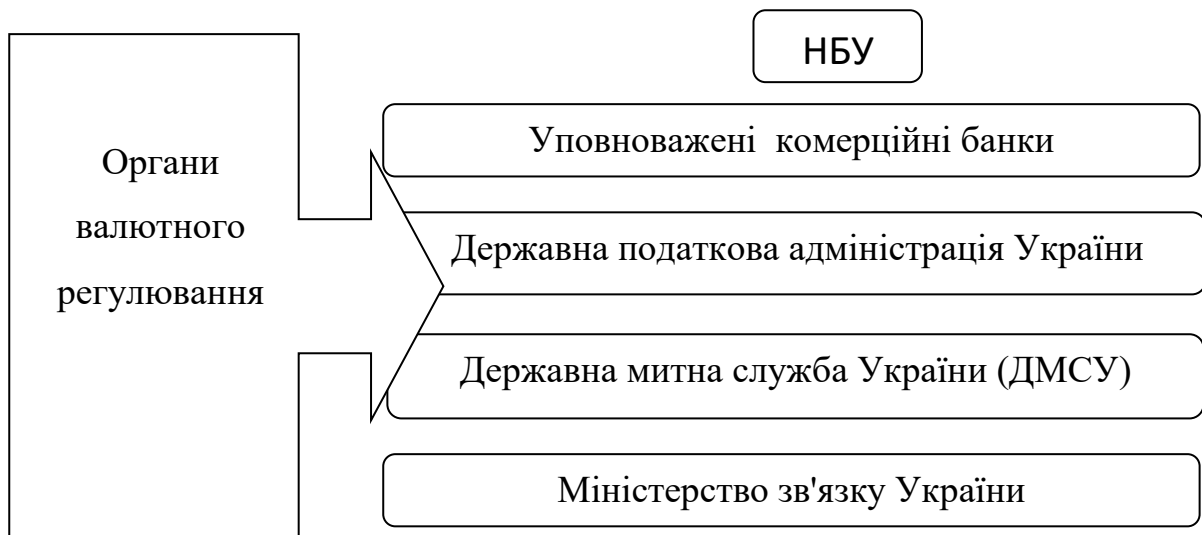 НБУ
Органи
валютного
регулювання
Уповноважені комерційні банки
Державна податкова адміністрація України
Державна митна служба України (ДМСУ)
Міністерство зв'язку України